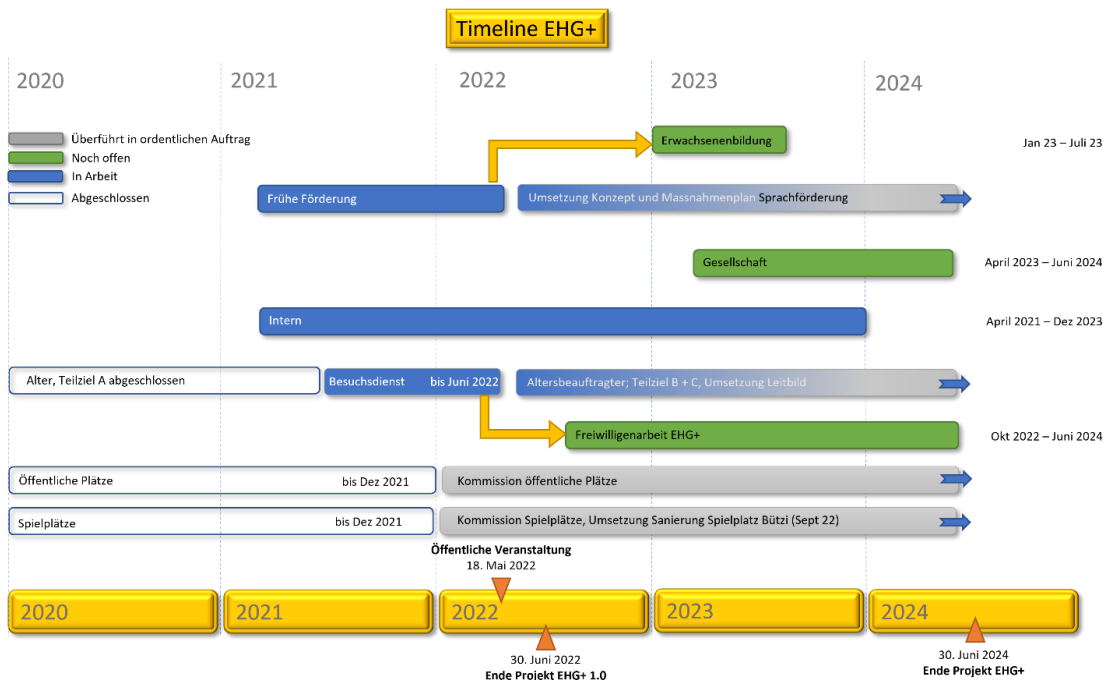 Timeline EHG+
2020 2021 2022 2023 2024
Überführt in ordentlichen Auftrag
Noch offen
In Arbeit
Abgeschlossen
Erwachsenenbildung
Jan 23 – Juli 23
Frühe Förderung
Umsetzung Konzept und Massnahmenplan Sprachförderung
Gesellschaft
April 2023 – Juni 2024
Intern
April 2021 – Dez 2023
Alter, Teilziel A abgeschlossen
Besuchsdienst bis Juni 2022
Altersbeauftragter; Teilziel B + C, Umsetzung Leitbild
Freiwilligenarbeit EHG+
Okt 2022 – Juni 2024
Öffentliche Plätze bis Dez 2021
Kommission öffentliche Plätze
Spielplätze bis Dez 2021
Kommission Spielplätze, Umsetzung Sanierung Spielplatz Bützi (Sept 22)
Öffentliche Veranstaltung
18. Mai 2022
2020 2021 2022 2023 2024
30. Juni 2022
Ende Projekt EHG+ 1.0
30. Juni 2024
Ende Projekt EHG+